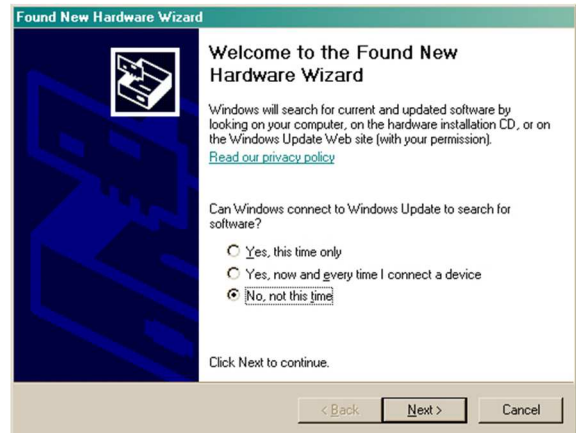 Found New Hardware Wizard
Welcome to the Found New
Hardware Wizard
Windows will search for current and updated software by
looking on your computer, on the hardware installation CD, or on
the Windows Update Web site (with your permission).
Read our privacy policy
Can Windows connect to Windows Update to search for
software?
Yes, this time only
Yes, now and every time I connect a device
No, not this time
Click Next to continue.
< Back Next > Cancel